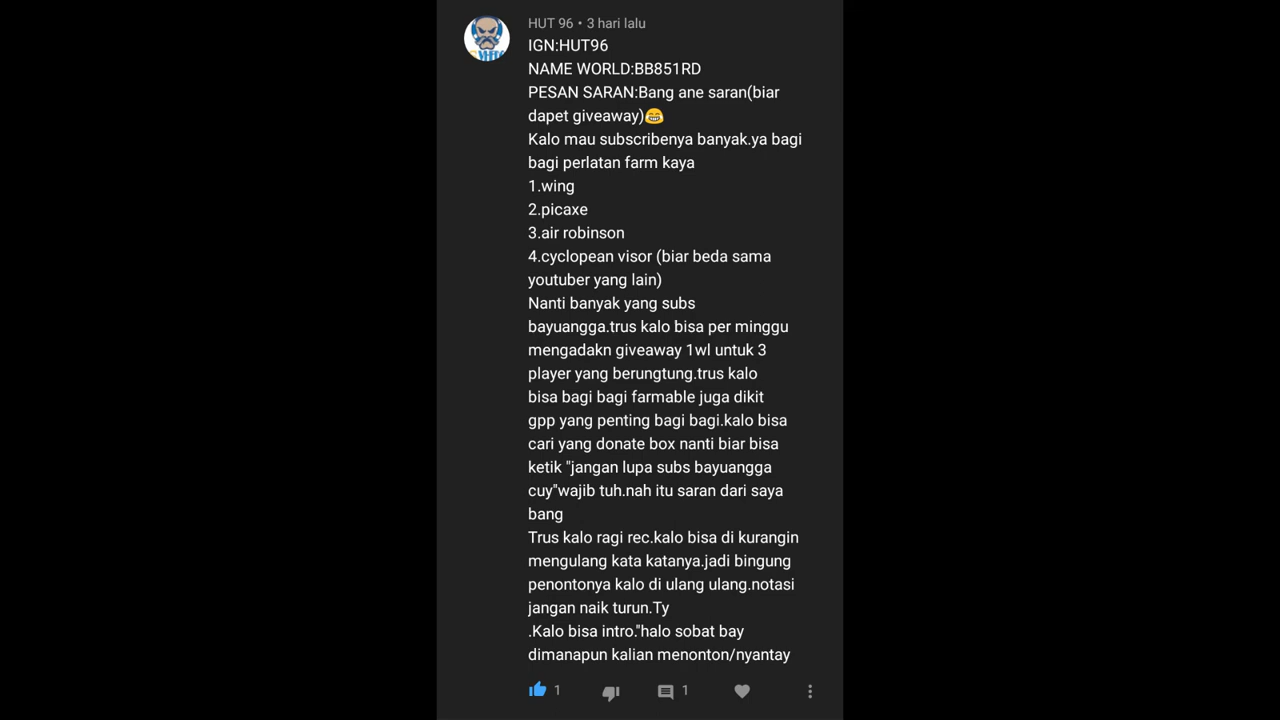 HUT 96 • 3 hari lalu
IGN:HUT96
NAME WORLD:BB851RD
PESAN SARAN:Bang ane saran(biar
dapet giveaway)😂
Kalo mau subscribenya banyak.ya bagi
bagi perlatan farm kaya
1.wing
2.picaxe
3.air robinson
4.cyclopean visor (biar beda sama
youtuber yang lain)
Nanti banyak yang subs
bayuangga.trus kalo bisa per minggu
mengadakn giveaway 1wl untuk 3
player yang berungtung.trus kalo
bisa bagi bagi farmable juga dikit
gpp yang penting bagi bagi.kalo bisa
cari yang donate box nanti biar bisa
ketik "jangan lupa subs bayuangga
cuy"wajib tuh.nah itu saran dari saya
bang
Trus kalo ragi rec.kalo bisa di kurangin
mengulang kata katanya.jadi bingung
penontonya kalo di ulang ulang.notasi
jangan naik turun.Ty
.Kalo bisa intro."halo sobat bay
dimanapun kalian menonton/nyantay
1 1